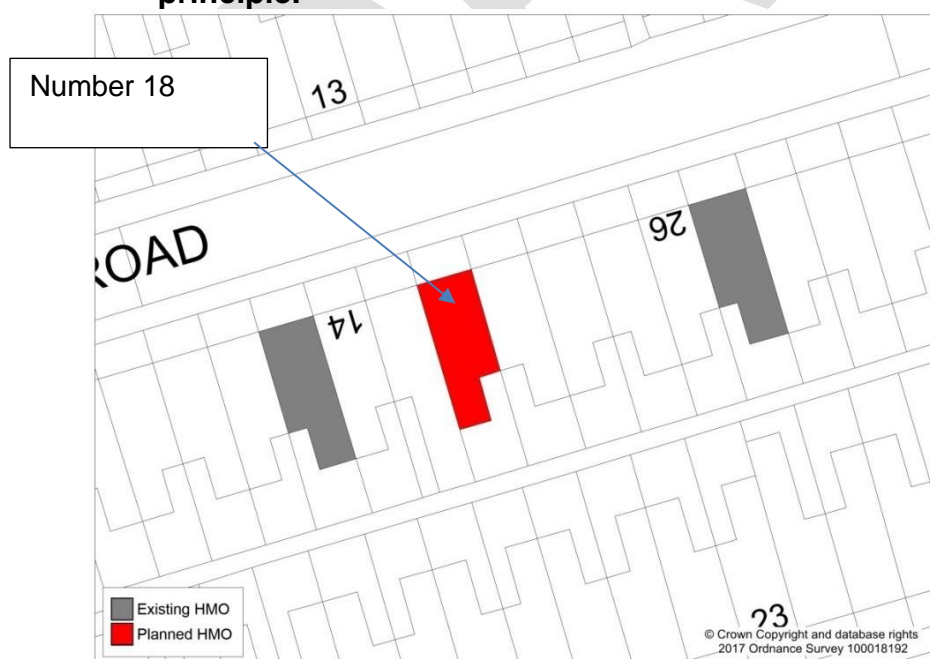 principle.
Number 18
13
ROAD
26
14
Existing HMO
Planned HMO
23
© Crown Copyright and database rights
2017 Ordnance Survey 100018192